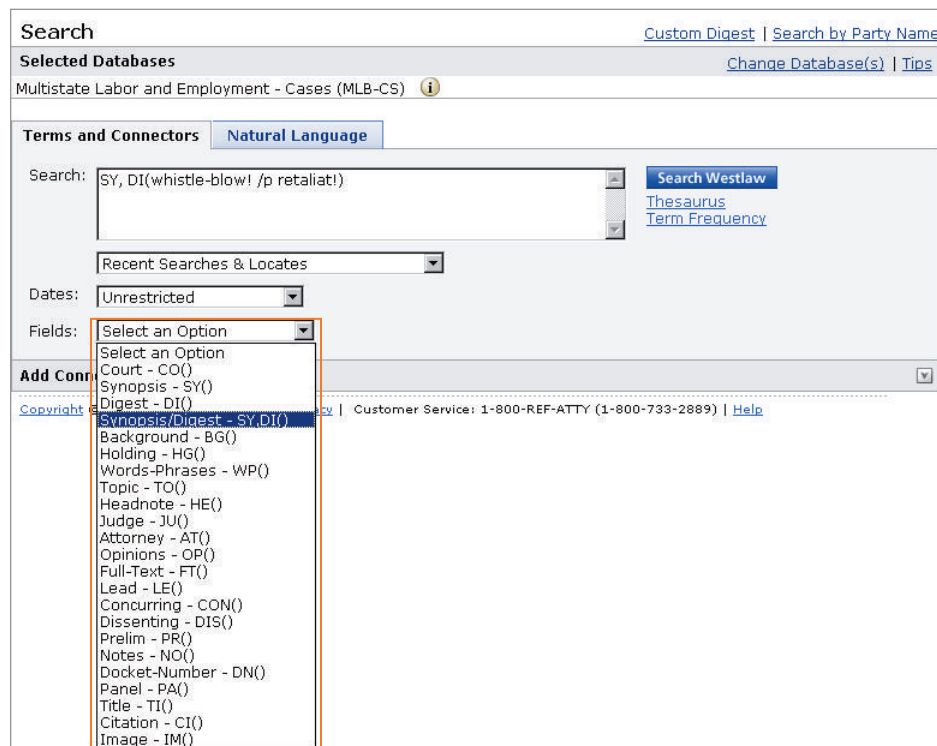 Search
Custom Digest | Search by Party Name
Selected Databases
Change Database(s) | Tips
Multistate Labor and Employment - Cases (MLB-CS) i
Terms and Connectors
Natural Language
Search:
SY, DI(whistle-blow! /p retaliat!)
Search Westlaw
Thesaurus
Term Frequency
Recent Searches & Locates
Dates:
Unrestricted
Fields:
Select an Option
Select an Option
Court - CO()
Synopsis - SY()
Digest - DI()
Synopsis/Digest - SY,DI()
Background - BG()
Holding - HG()
Words-Phrases - WP()
Topic - TO()
Headnote - HE()
Judge - JU()
Attorney - AT()
Opinions - OP()
Full-Text - FT()
Lead - LE()
Concurring - CON()
Dissenting - DIS()
Prelim - PR()
Notes - NO()
Docket-Number - DN()
Panel - PA()
Title - TI()
Citation - CI()
Image - IM()
Add Conn
Copyright
| Customer Service: 1-800-REF-ATTY (1-800-733-2889) | Help